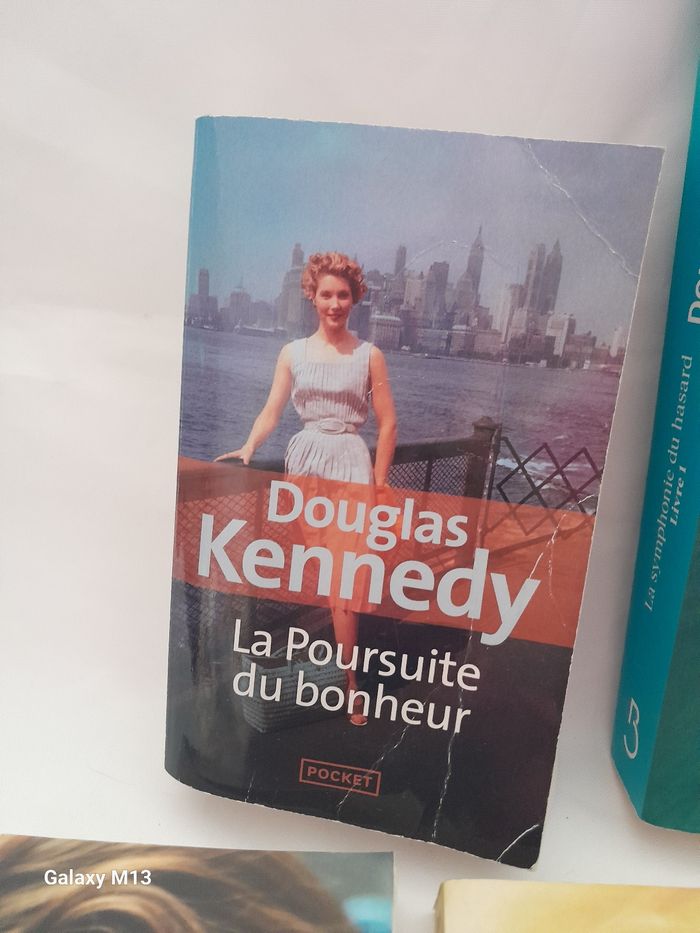 Douglas
Kennedy
La Poursuite
du bonheur
POCKET
La symphonie du hasard
Livre 1
Galaxy M13